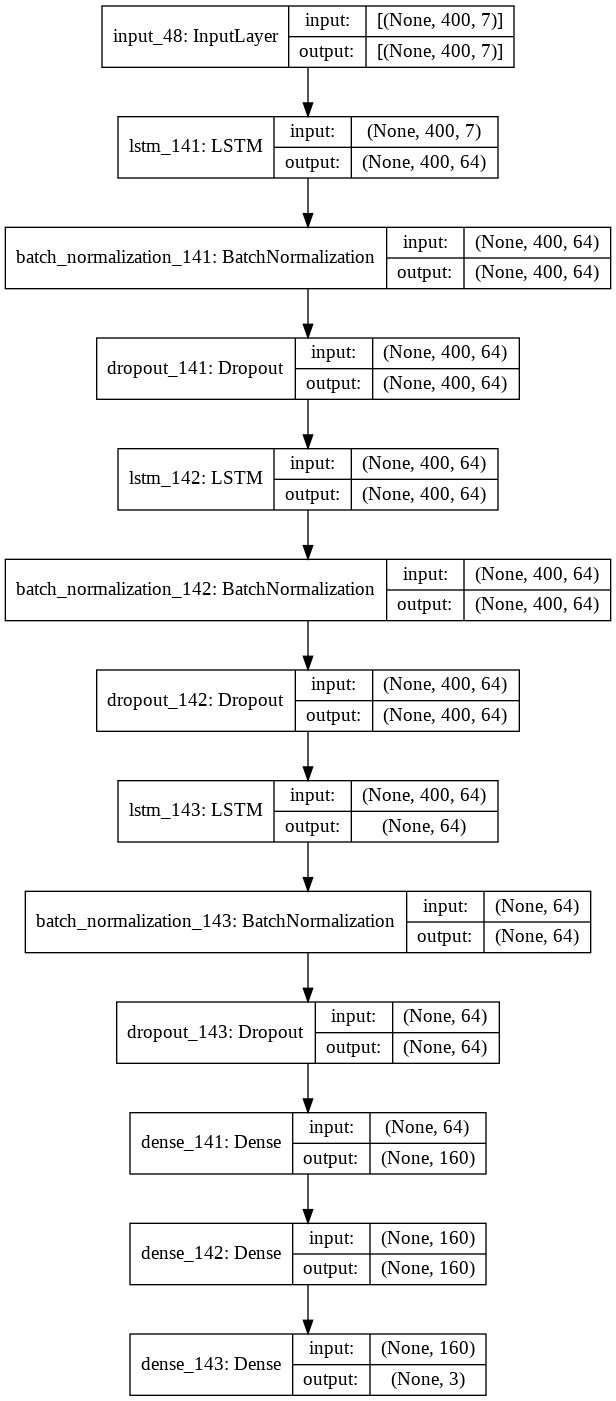 input_48: InputLayer
input:
[(None, 400, 7)]
output:
[(None, 400, 7)]
lstm_141: LSTM
input:
(None, 400, 7)
output:
(None, 400, 64)
batch_normalization_141: BatchNormalization
input:
(None, 400, 64)
output:
(None, 400, 64)
dropout_141: Dropout
input:
(None, 400, 64)
output:
(None, 400, 64)
lstm_142: LSTM
input:
(None, 400, 64)
output:
(None, 400, 64)
batch_normalization_142: BatchNormalization
input:
(None, 400, 64)
output:
(None, 400, 64)
dropout_142: Dropout
input:
(None, 400, 64)
output:
(None, 400, 64)
lstm_143: LSTM
input:
(None, 400, 64)
output:
(None, 64)
batch_normalization_143: BatchNormalization
input:
(None, 64)
output:
(None, 64)
dropout_143: Dropout
input:
(None, 64)
output:
(None, 64)
dense_141: Dense
input:
(None, 64)
output:
(None, 160)
dense_142: Dense
input:
(None, 160)
output:
(None, 160)
dense_143: Dense
input:
(None, 160)
output:
(None, 3)